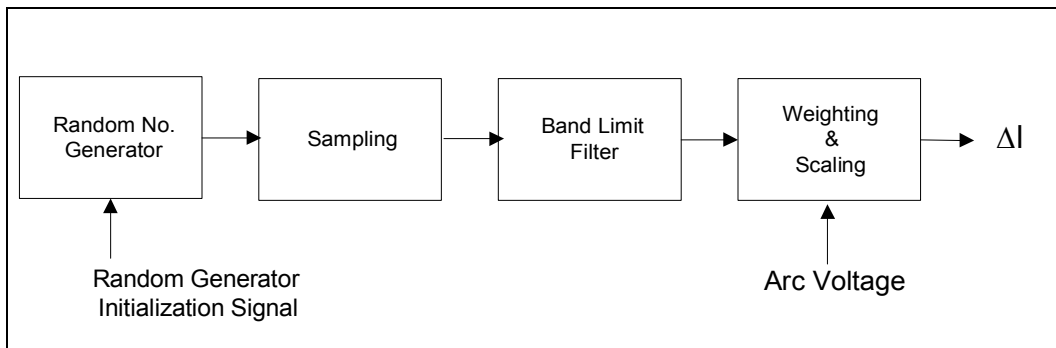 Random No.
Generator
Sampling
Band Limit
Filter
Weighting
&
Scaling
ΔI
Random Generator
Initialization Signal
Arc Voltage